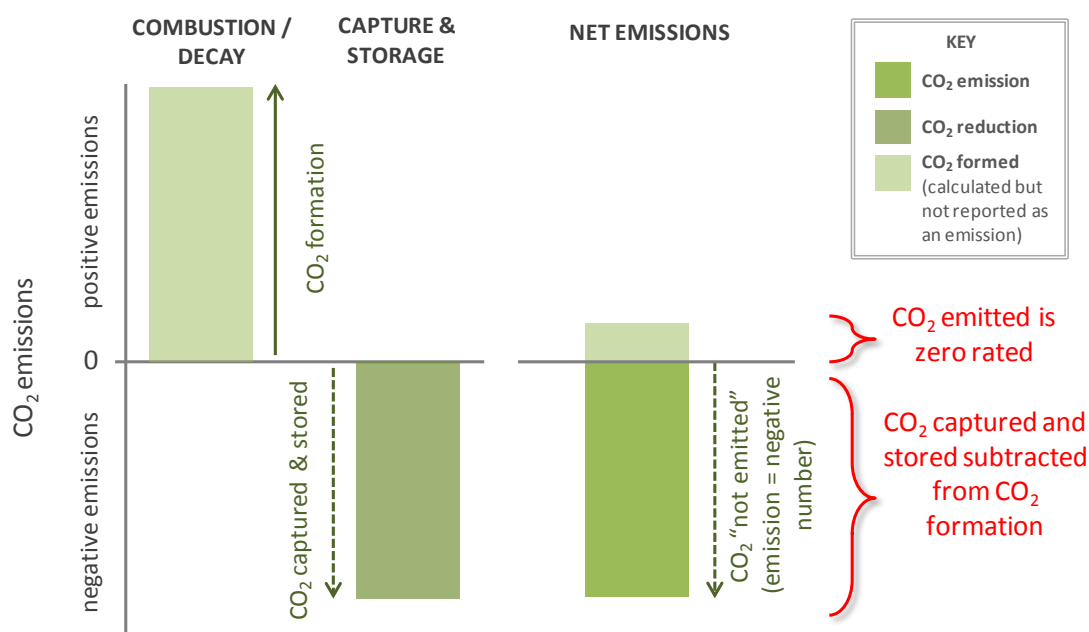 COMBUSTION /
DECAY
CAPTURE &
STORAGE
NET EMISSIONS
KEY
CO₂ emission
CO₂ reduction
CO₂ formed
(calculated but
not reported as
an emission)
CO₂ emissions
positive emissions
0
negative emissions
CO₂ formation
CO₂ captured & stored
CO₂ “not emitted”
(emission = negative
number)
CO₂ emitted is
zero rated
CO₂ captured and
stored subtracted
from CO₂
formation